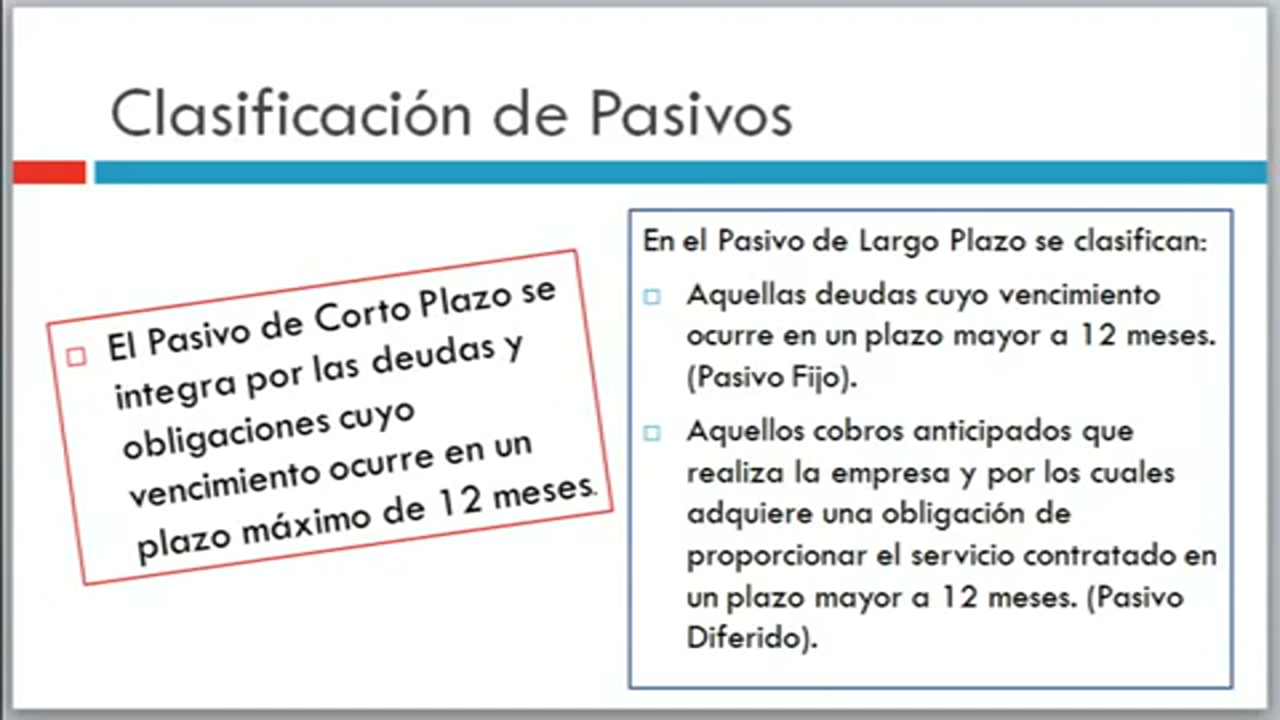 Clasificación de Pasivos
El Pasivo de Corto Plazo se
integra por las deudas y
obligaciones cuyo
vencimiento ocurre en un
plazo máximo de 12 meses.
En el Pasivo de Largo Plazo se clasifican:
Aquellas deudas cuyo vencimiento
ocurre en un plazo mayor a 12 meses.
(Pasivo Fijo).
Aquellos cobros anticipados que
realiza la empresa y por los cuales
adquiere una obligación de
proporcionar el servicio contratado en
un plazo mayor a 12 meses. (Pasivo
Diferido).